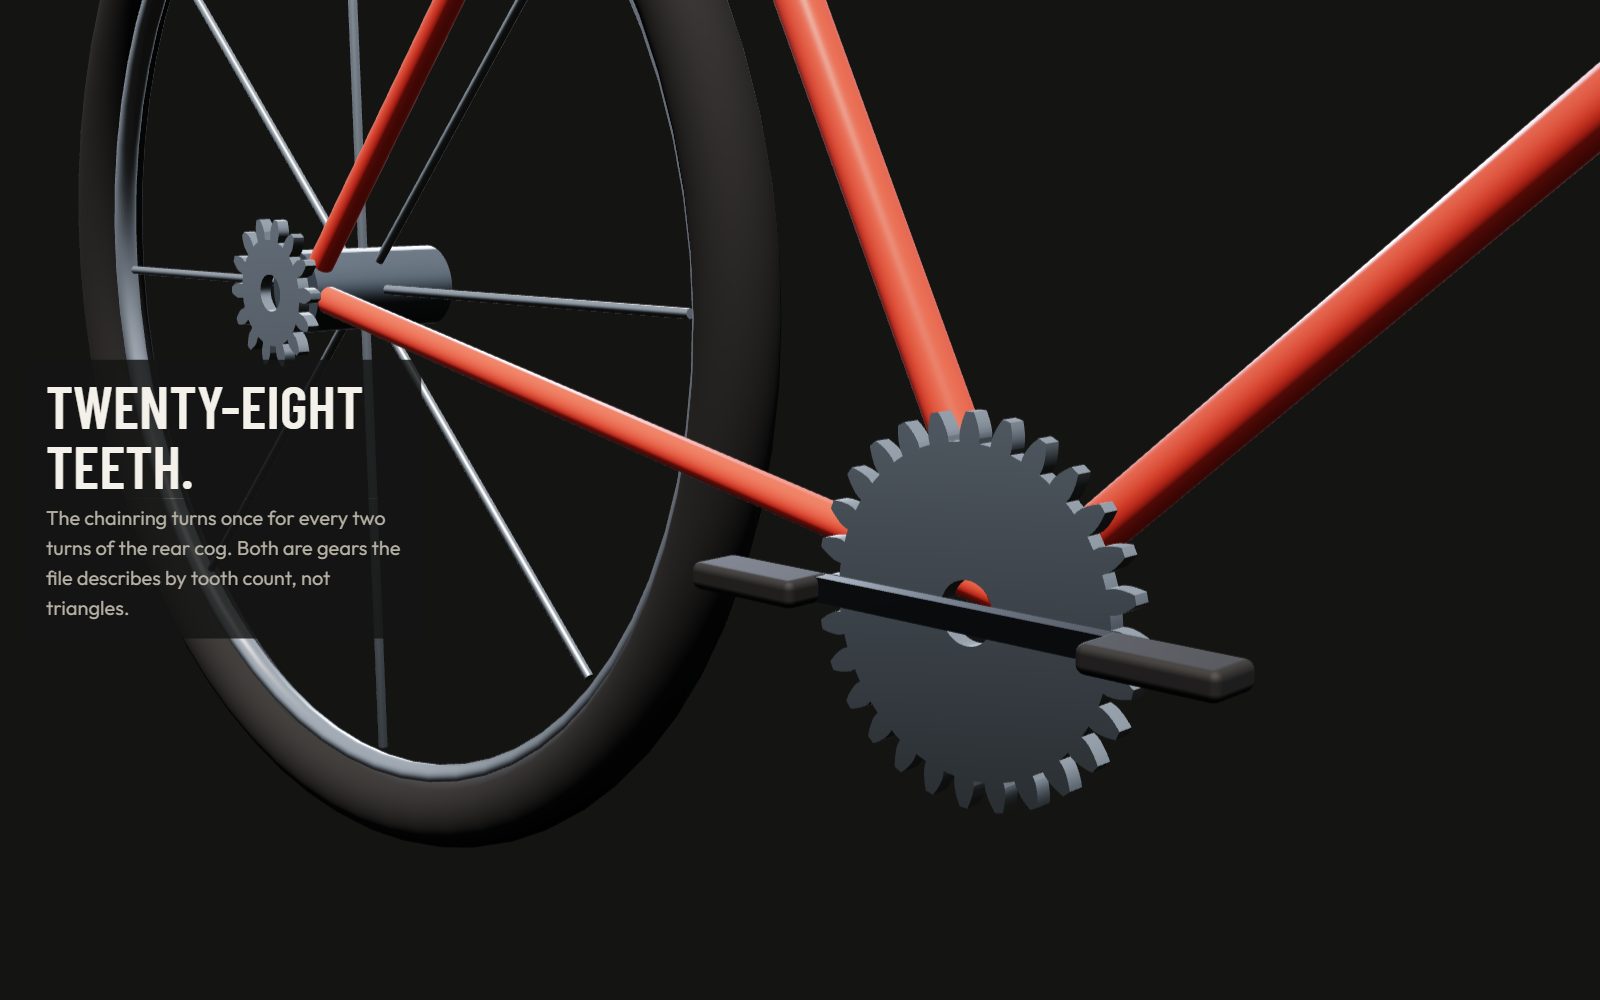 TWENTY-EIGHT
TEETH.
The chainring turns once for every two
turns of the rear cog. Both are gears the
file describes by tooth count, not
triangles.